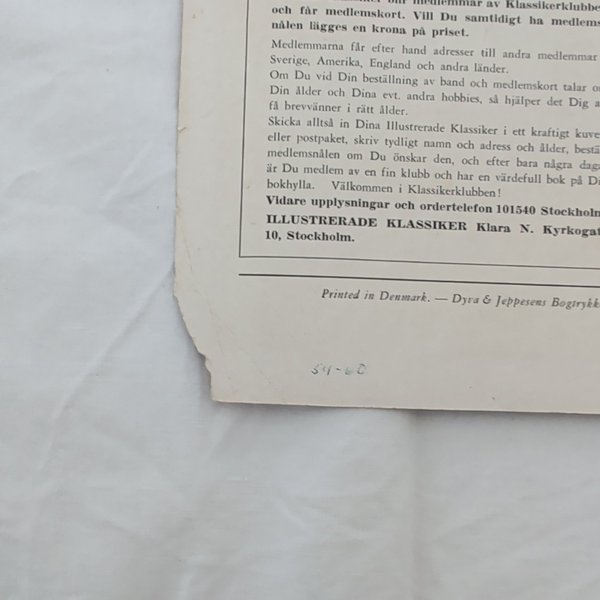 medlemmar av Klassikerklubbe
och får medlemskort. Vill Du samtidigt ha medlems
nålen lägges en krona på priset.
Medlemmarna får efter hand adresser till andra medlemmar
Sverige, Amerika, England och andra länder.
Om Du vid Din beställning av band och medlemskort talar o
Din ålder och Dina evt. andra hobbies, så hjälper det Dig a
få brevvänner i rätt ålder.
Skicka alltså in Dina Illustrerade Klassiker i ett kraftigt kuve
eller postpaket, skriv tydligt namn och adress och ålder, bestä
medlemsnålen om Du önskar den, och efter bara några daga
är Du medlem av en fin klubb och har en värdefull bok på Di
bokhylla. Välkommen i Klassikerklubben!
Vidare upplysningar och ordertelefon 101540 Stockholm
ILLUSTRERADE KLASSIKER Klara N. Kyrkogat
10, Stockholm.
Printed in Denmark. — Dyva & Jeppesens Bogtrykk